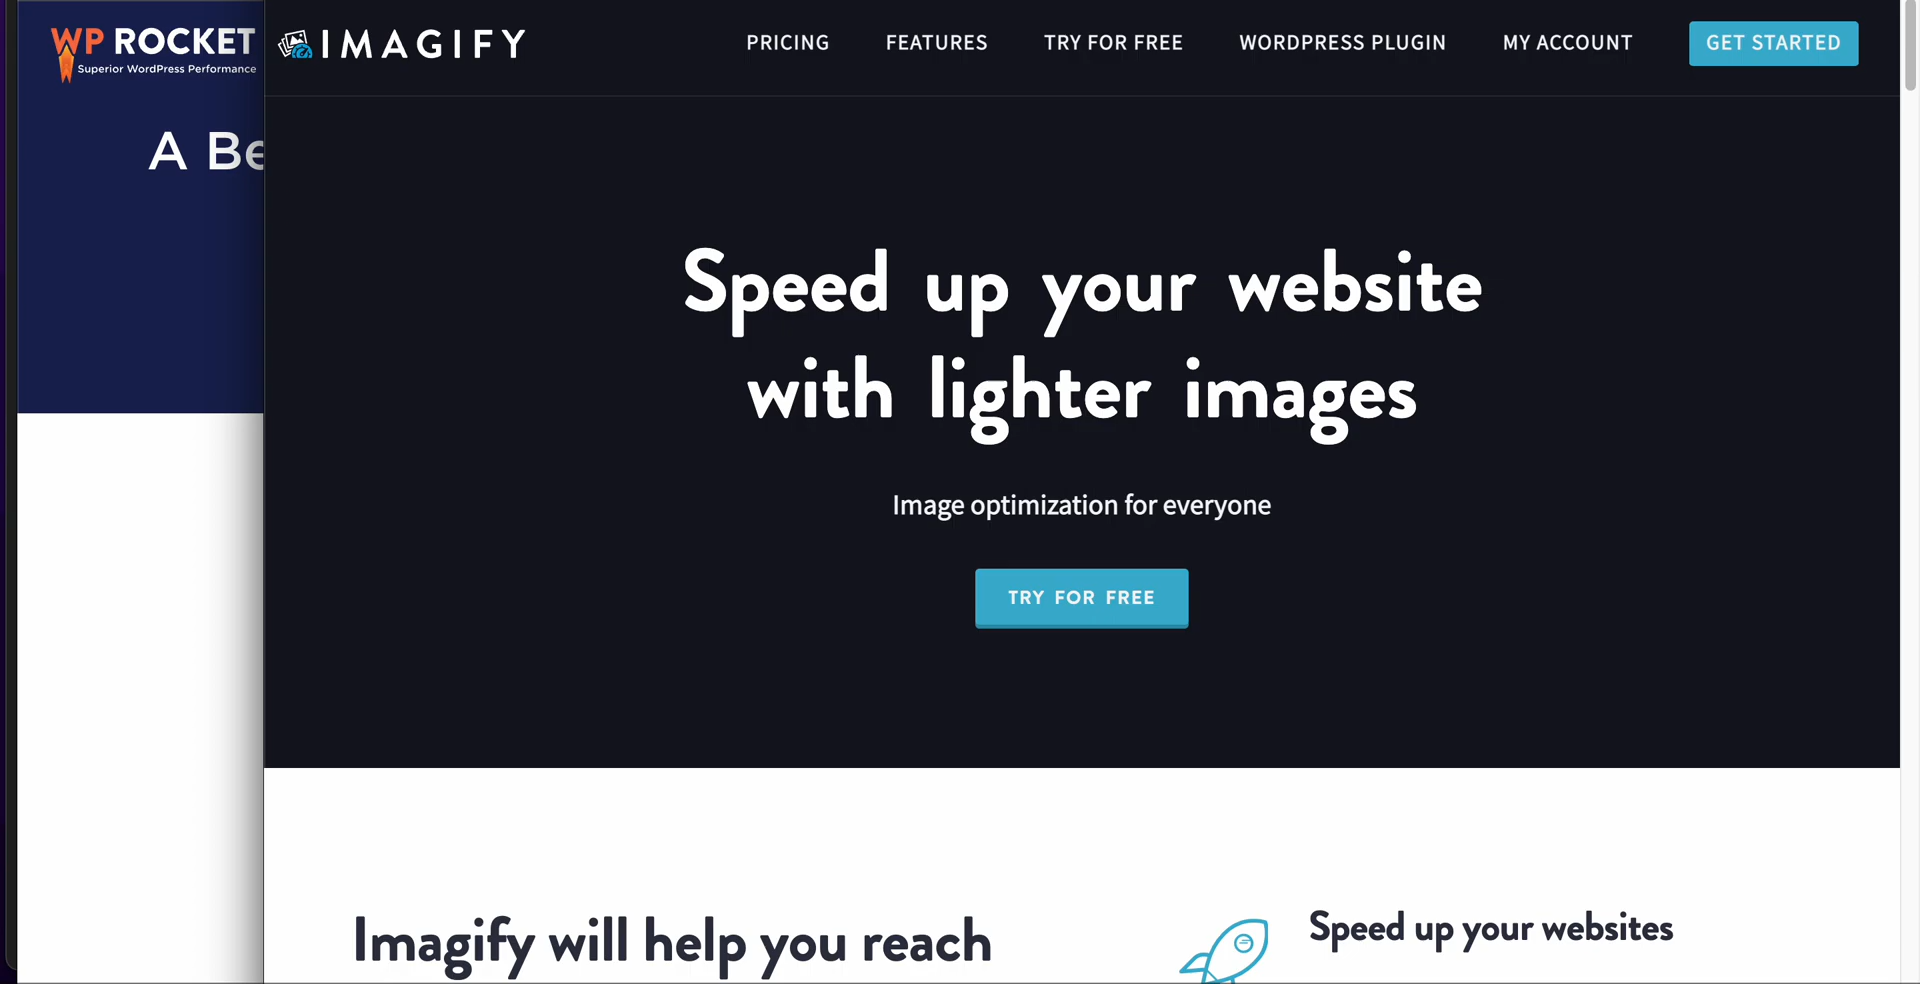 WP ROCKET
Superior WordPress Performance
A Be
IMAGIFY
PRICING
FEATURES
TRY FOR FREE
WORDPRESS PLUGIN
MY ACCOUNT
GET STARTED
Speed up your website
with lighter images
Image optimization for everyone
TRY FOR FREE
Imagify will help you reach
Speed up your websites